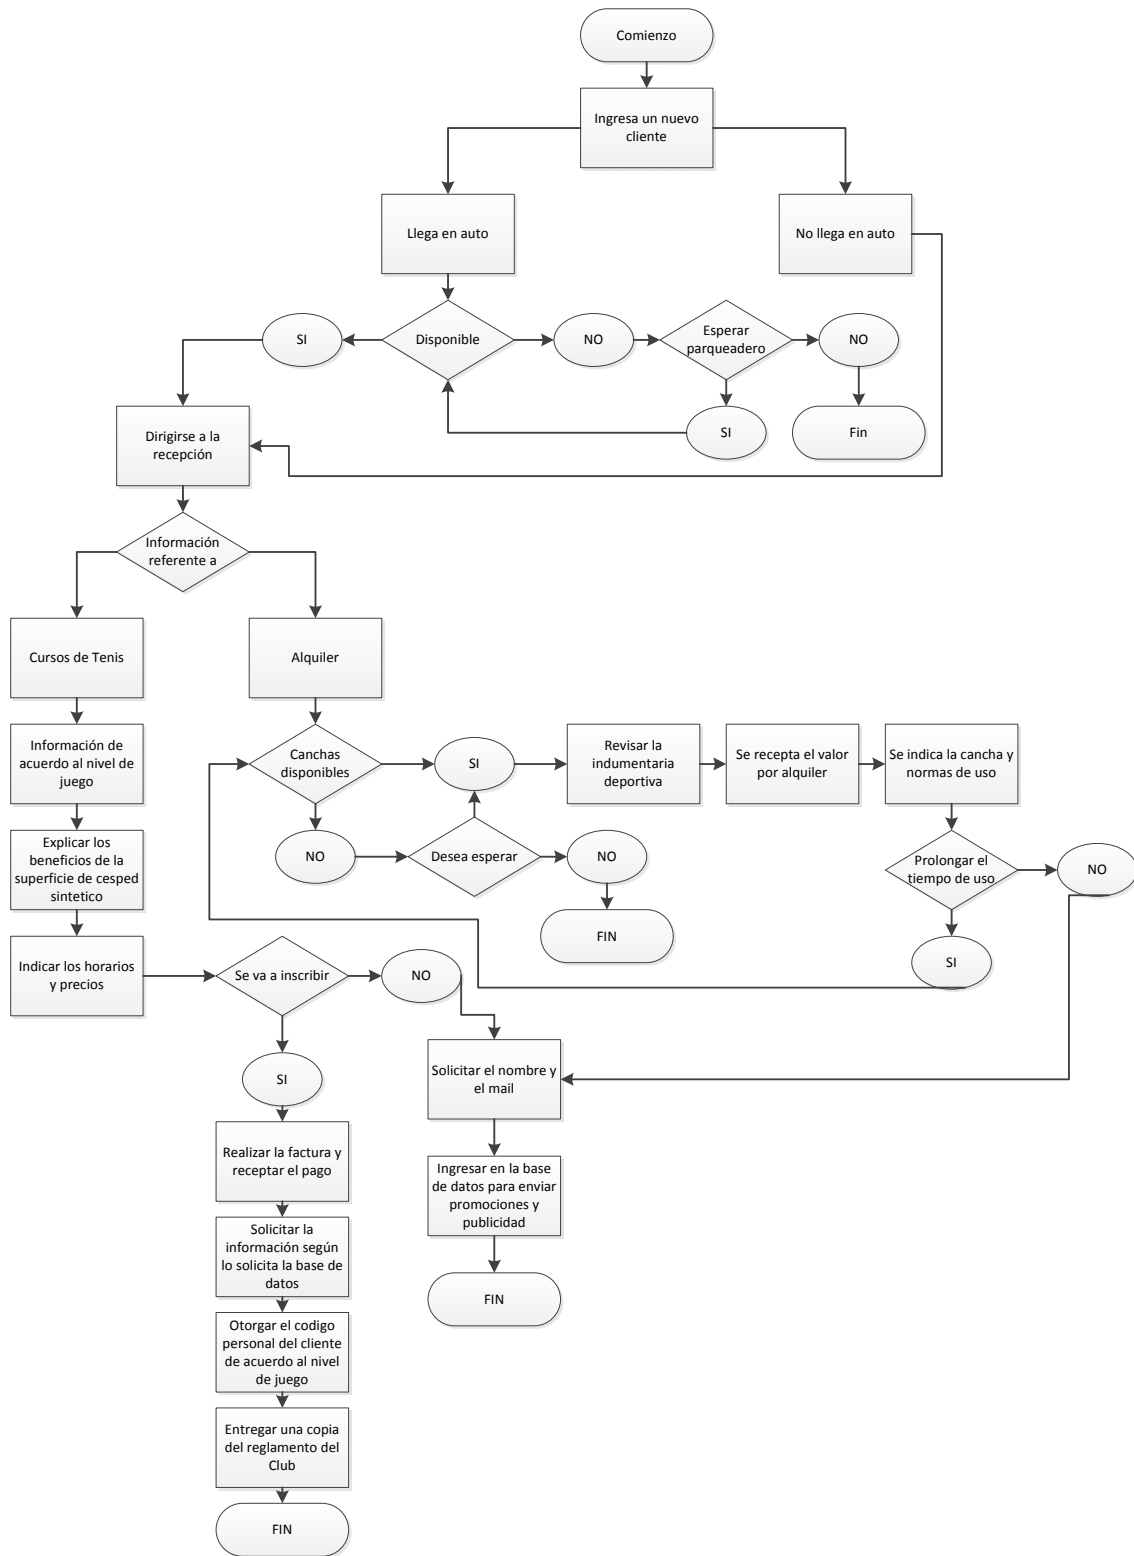 Comienzo
Ingresa un nuevo
cliente
Llega en auto
No llega en auto
SI
Disponible
NO
Esperar
parqueadero
NO
SI
Fin
Dirigirse a la
recepción
Información
referente a
Cursos de Tenis
Alquiler
Información de
acuerdo al nivel de
juego
Canchas
disponibles
SI
Revisar la
indumentaria
deportiva
Se recepta el valor
por alquiler
Se indica la cancha y
normas de uso
Explicar los
beneficios de la
superficie de cesped
sintetico
NO
Desea esperar
NO
Prolongar el
tiempo de uso
NO
FIN
SI
Indicar los horarios
y precios
Se va a inscribir
NO
SI
Solicitar el nombre y
el mail
Realizar la factura y
receptar el pago
Ingresar en la base
de datos para enviar
promociones y
publicidad
Solicitar la
información según
lo solicita la base de
datos
FIN
Otorgar el codigo
personal del cliente
de acuerdo al nivel
de juego
Entregar una copia
del reglamento del
Club
FIN